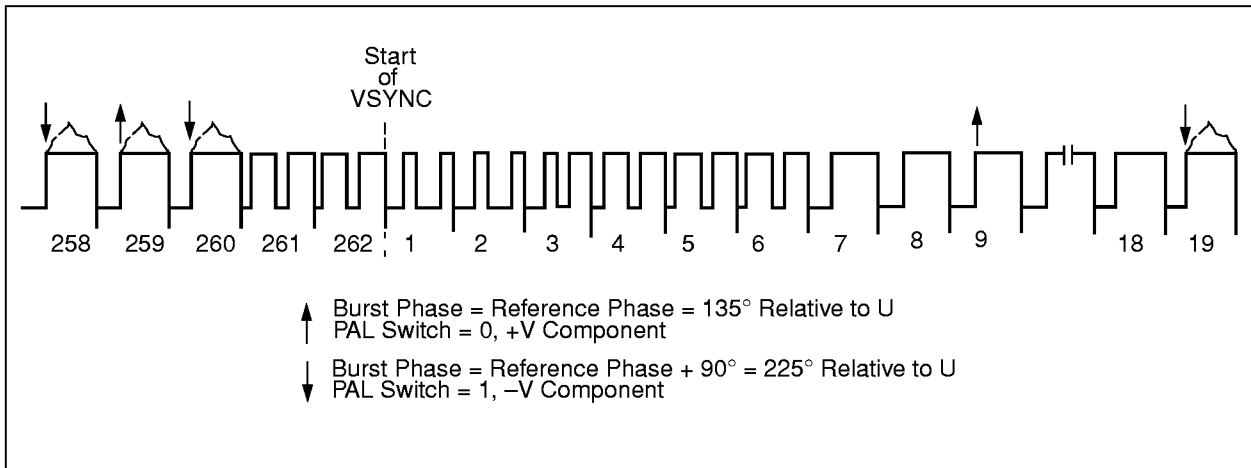 Start
of
VSYNC
258 259 260 261 262 1 2 3 4 5 6 7 8 9 18 19
Burst Phase = Reference Phase = 135° Relative to U
PAL Switch = 0, +V Component
Burst Phase = Reference Phase + 90° = 225° Relative to U
PAL Switch = 1, –V Component